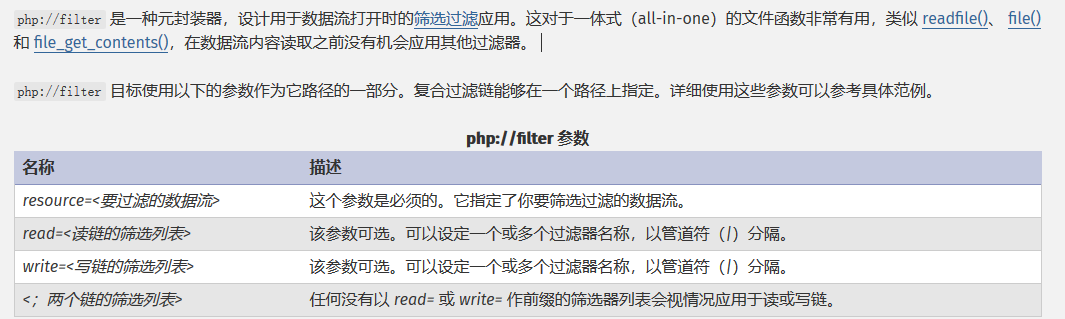 php://filter 是一种元封装器，设计用于数据流打开时的筛选过滤应用。这对于一体式（all-in-one）的文件函数非常有用，类似 readfile()、 file()
和 file_get_contents()，在数据流内容读取之前没有机会应用其他过滤器。
php://filter 目标使用以下的参数作为它路径的一部分。复合过滤链能够在一个路径上指定。详细使用这些参数可以参考具体范例。
php://filter 参数
名称 描述
resource=<要过滤的数据流> 这个参数是必须的。它指定了你要筛选过滤的数据流。
read=<读链的筛选列表> 该参数可选。可以设定一个或多个过滤器名称，以管道符（|）分隔。
write=<写链的筛选列表> 该参数可选。可以设定一个或多个过滤器名称，以管道符（|）分隔。
<；两个链的筛选列表> 任何没有以 read= 或 write= 作前缀的筛选器列表会视情况应用于读或写链。